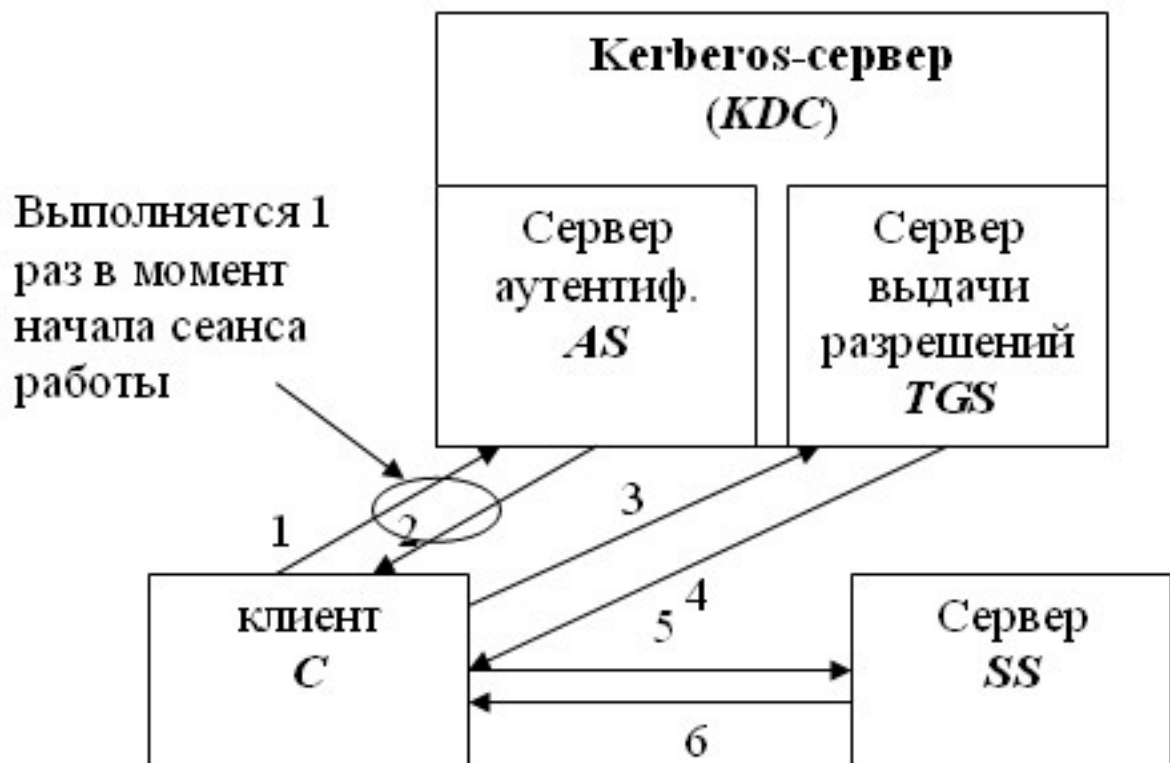 Kerberos-сервер
(KDC)
Выполняется 1
раз в момент
начала сеанса
работы
Сервер
аутентиф.
AS
Сервер
выдачи
разрешений
TGS
1
2
3
4
5
клиент
C
Сервер
SS
6